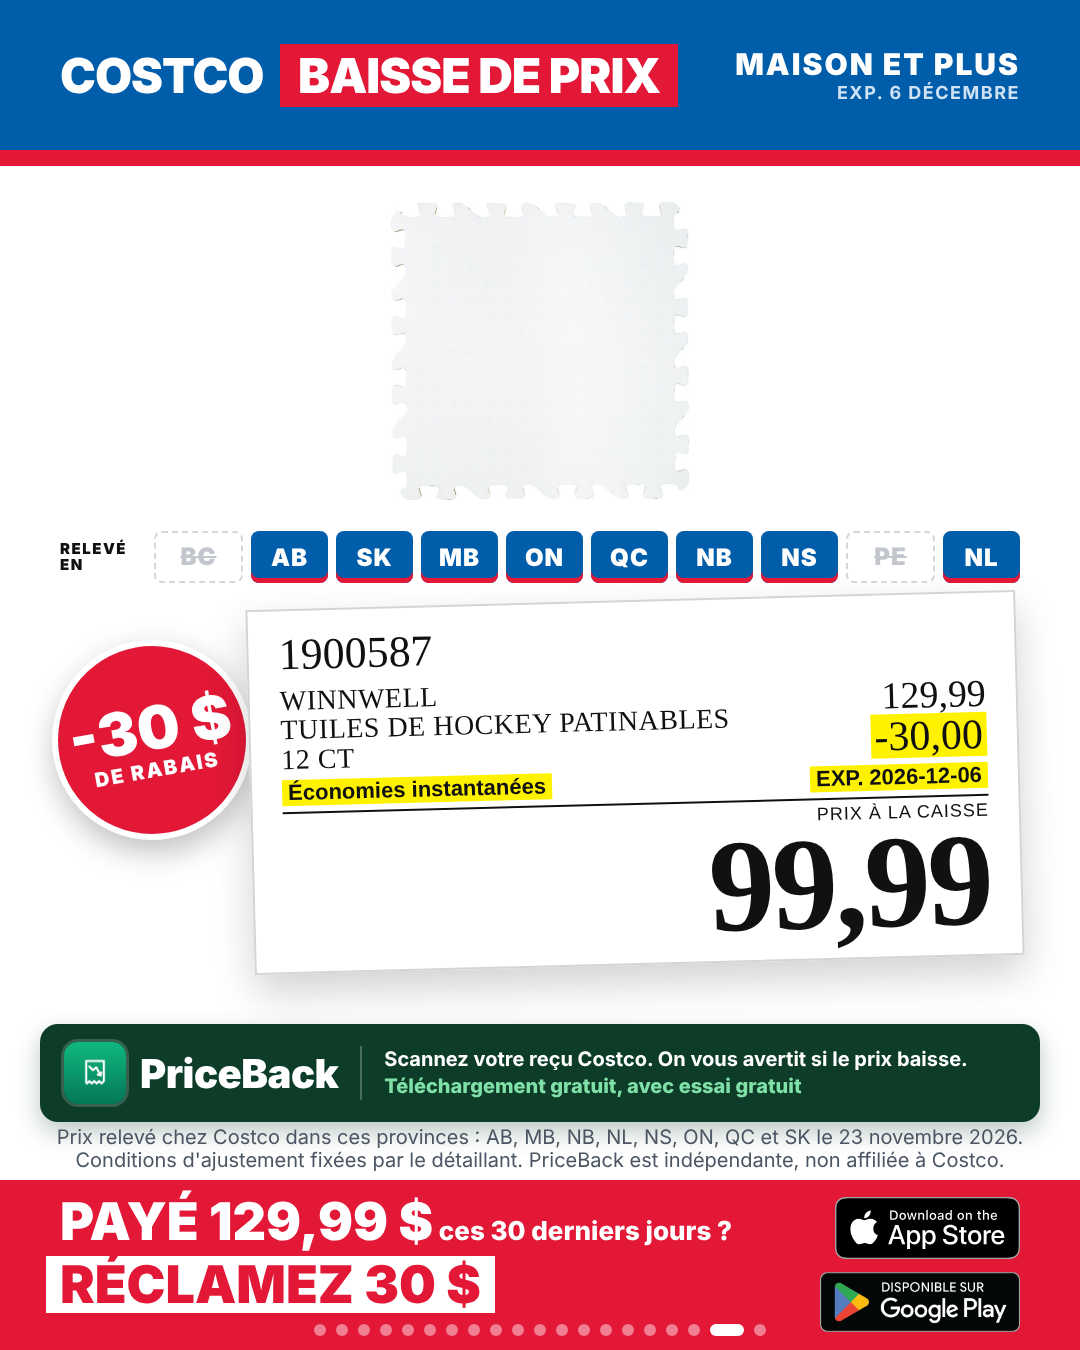 COSTCO BAISSE DE PRIX
MAISON ET PLUS
EXP. 6 DÉCEMBRE
RELEVÉ EN
BC AB SK MB ON QC NB NS PE NL
-30 $
DE RABAIS
1900587
WINNWELL
TUILES DE HOCKEY PATINABLES
12 CT
Économies instantanées
129,99
-30,00
EXP. 2026-12-06
PRIX À LA CAISSE
99,99
PriceBack
Scannez votre reçu Costco. On vous avertit si le prix baisse.
Téléchargement gratuit, avec essai gratuit
Prix relevé chez Costco dans ces provinces : AB, MB, NB, NL, NS, ON, QC et SK le 23 novembre 2026.
Conditions d'ajustement fixées par le détaillant. PriceBack est indépendante, non affiliée à Costco.
PAYÉ 129,99 $ ces 30 derniers jours ?
RÉCLAMEZ 30 $
Download on the
App Store
DISPONIBLE SUR
Google Play